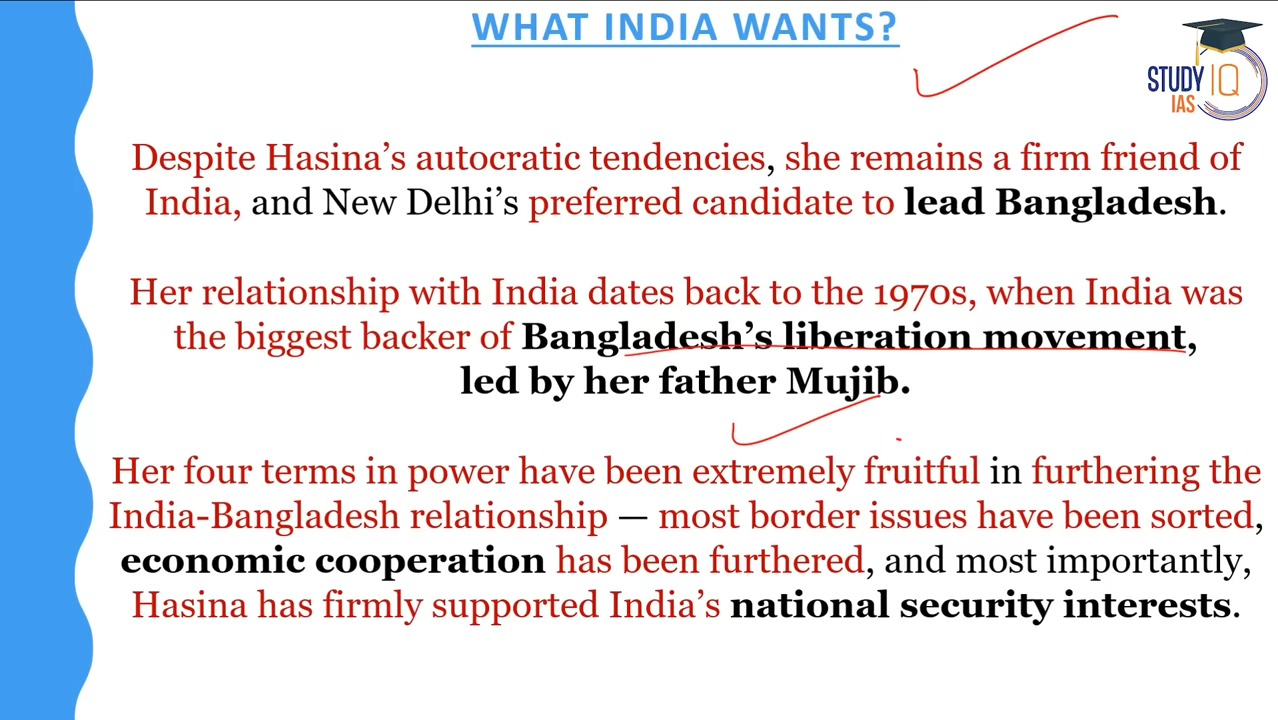 WHAT INDIA WANTS?
STUDY IQ
IAS
Despite Hasina’s autocratic tendencies, she remains a firm friend of
India, and New Delhi’s preferred candidate to lead Bangladesh.
Her relationship with India dates back to the 1970s, when India was
the biggest backer of Bangladesh’s liberation movement,
led by her father Mujib.
Her four terms in power have been extremely fruitful in furthering the
India-Bangladesh relationship — most border issues have been sorted,
economic cooperation has been furthered, and most importantly,
Hasina has firmly supported India’s national security interests.